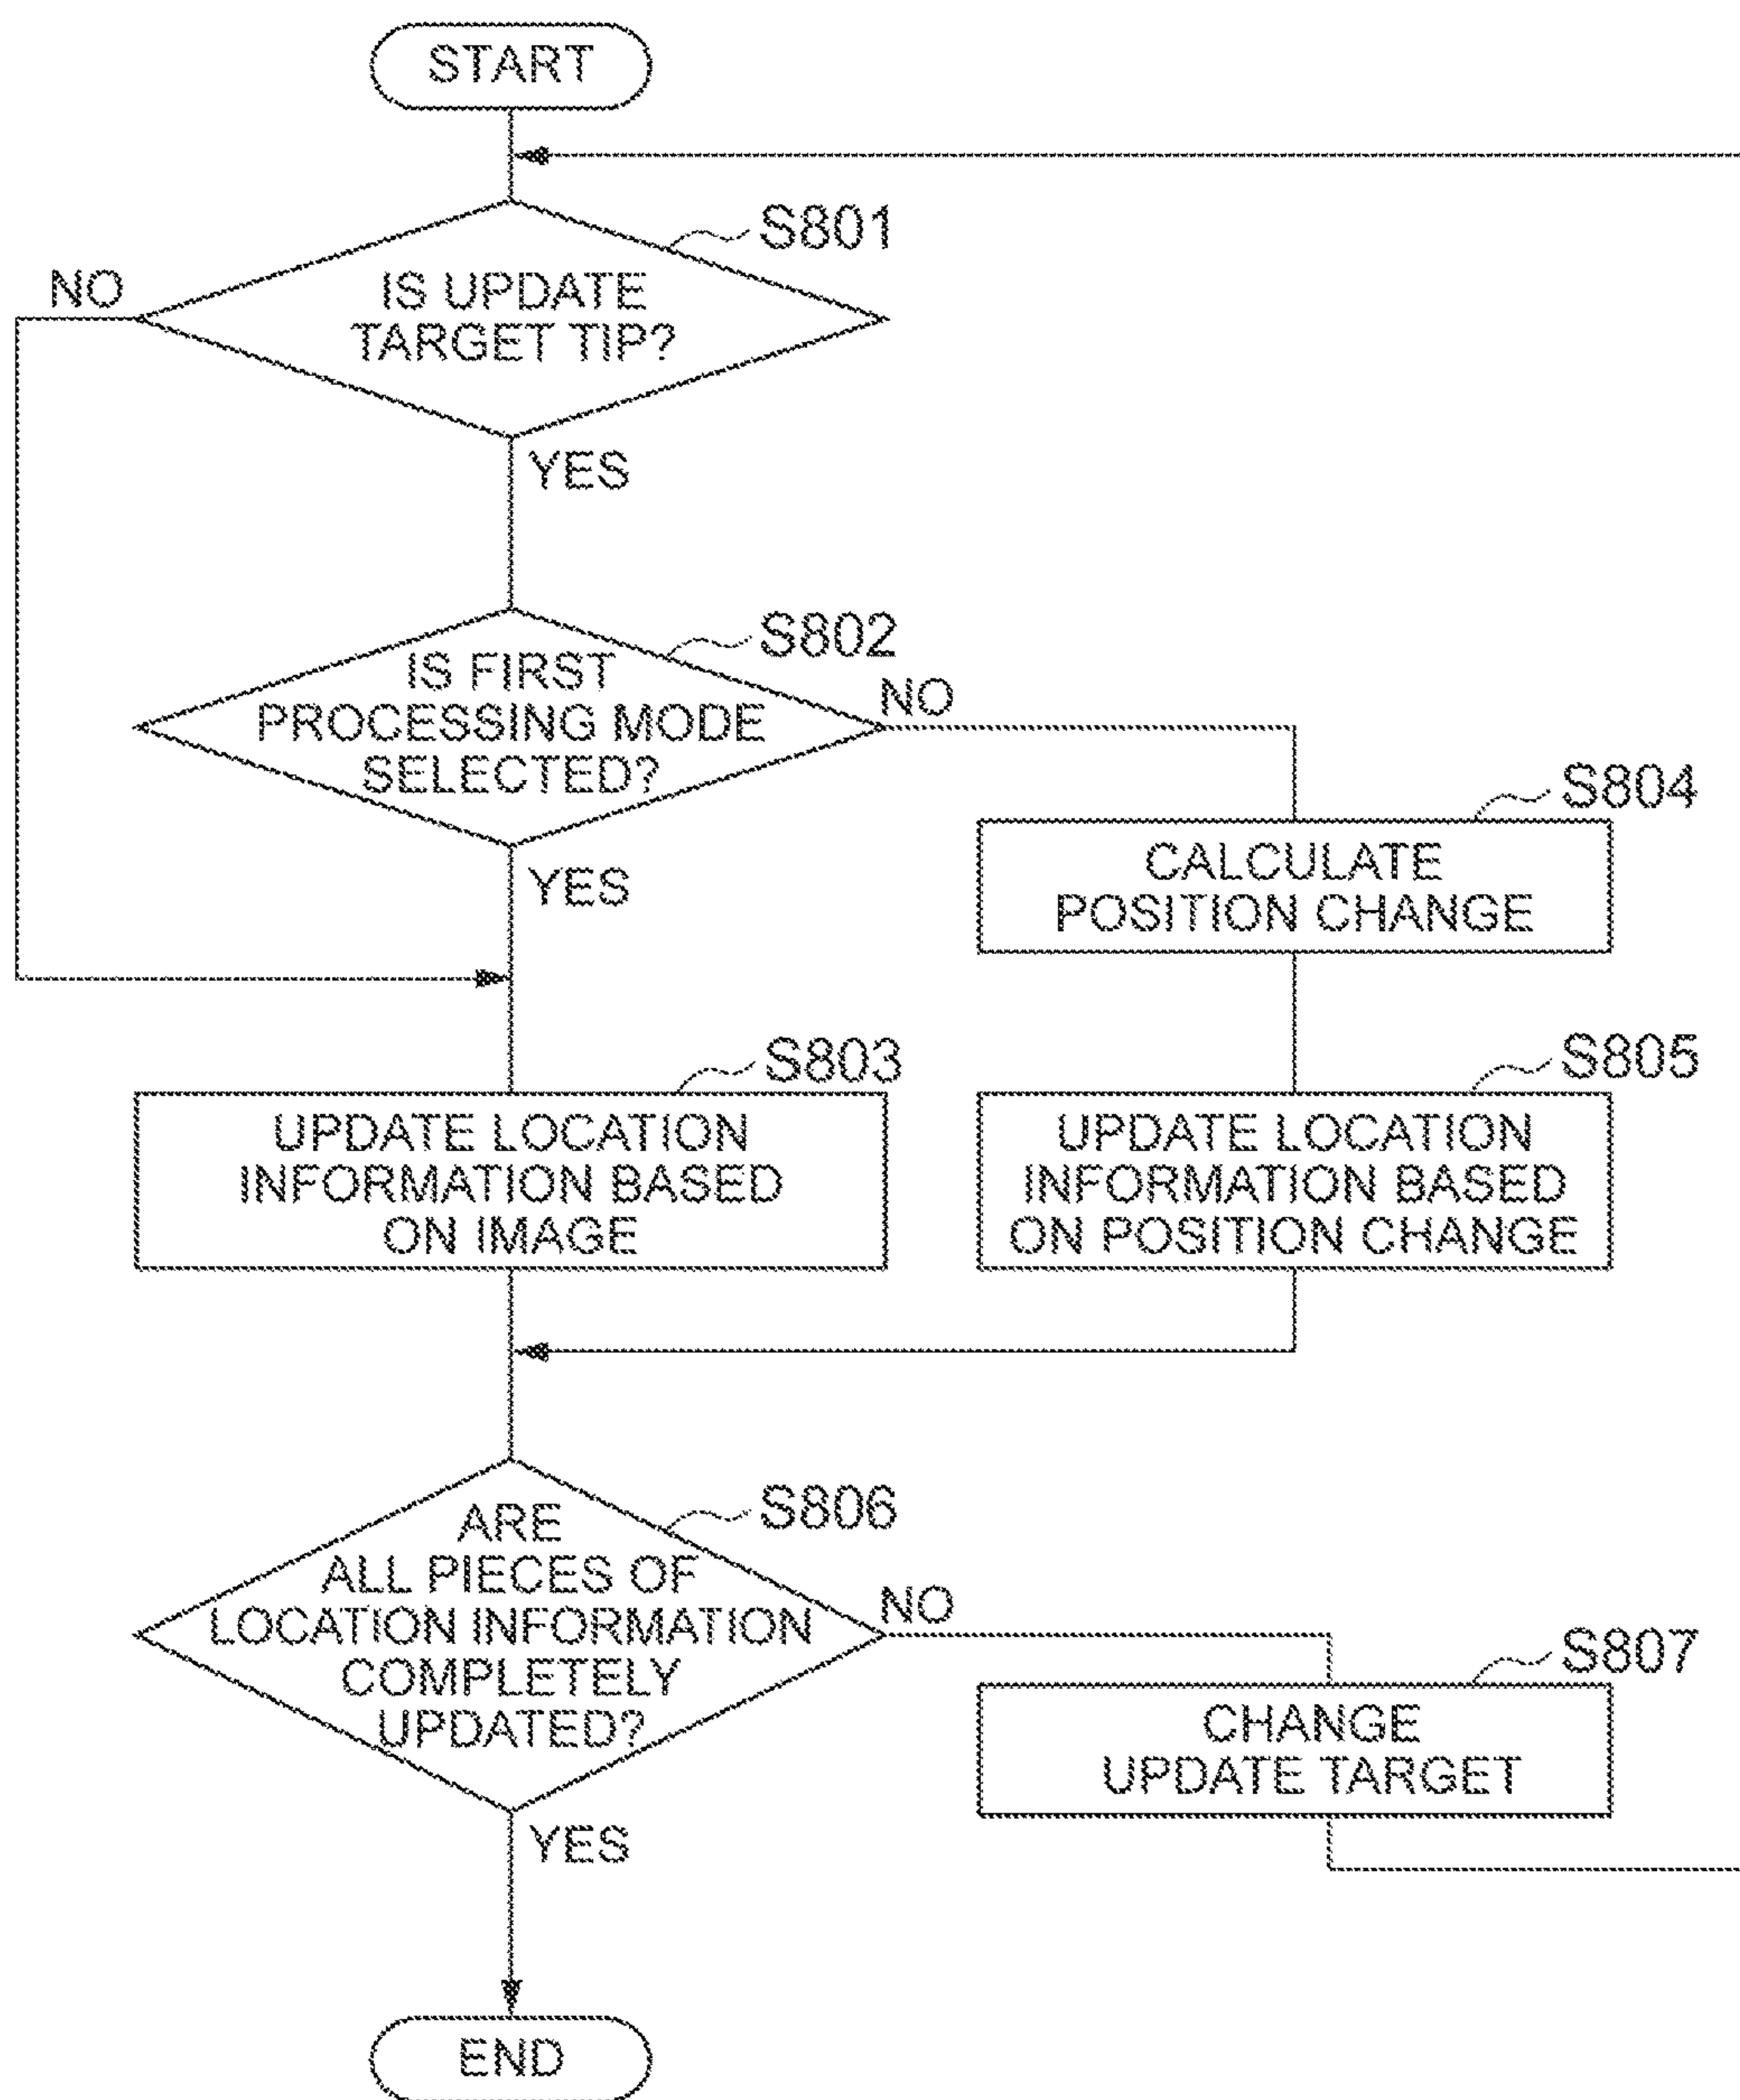 START
S801
NO
IS UPDATE
TARGET TIP?
YES
S802
IS FIRST
PROCESSING MODE
SELECTED?
NO
YES
S804
CALCULATE
POSITION CHANGE
S803
UPDATE LOCATION
INFORMATION BASED
ON IMAGE
S805
UPDATE LOCATION
INFORMATION BASED
ON POSITION CHANGE
S806
ARE
ALL PIECES OF
LOCATION INFORMATION
COMPLETELY
UPDATED?
NO
S807
CHANGE
UPDATE TARGET
YES
END